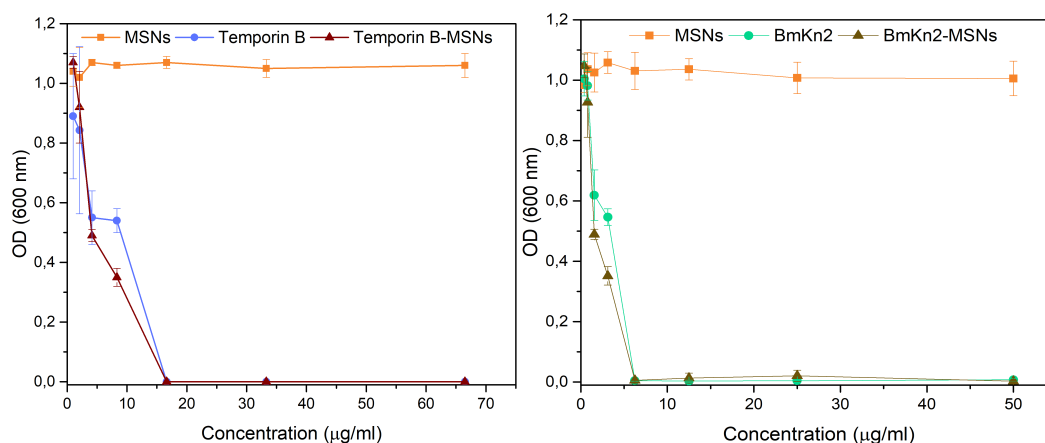 MSNs Temporin B Temporin B-MSNs
1,2
1,0
0,8
0,6
0,4
0,2
0,0
OD (600 nm)
0 10 20 30 40 50 60 70
Concentration (μg/ml)
MSNs BmKn2 BmKn2-MSNs
1,2
1,0
0,8
0,6
0,4
0,2
0,0
OD (600 nm)
0 10 20 30 40 50
Concentration (μg/ml)